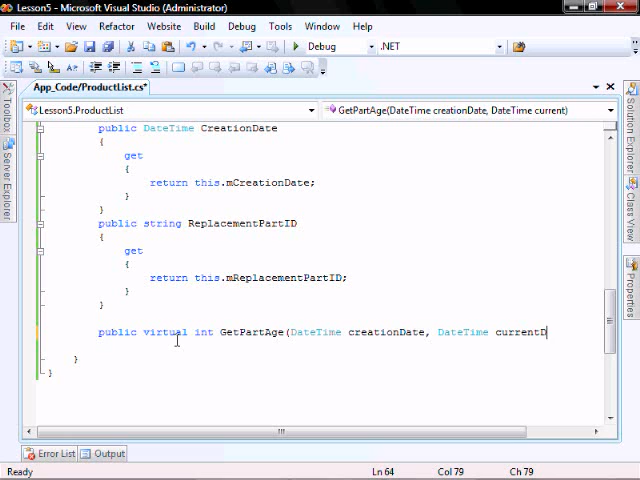 Lesson5 - Microsoft Visual Studio (Administrator)
File Edit View Refactor Website Build Debug Tools Window Help
Debug .NET
App_Code/ProductList.cs*
Lesson5.ProductList GetPartAge(DateTime creationDate, DateTime current)
public DateTime CreationDate
{
get
{
return this.mCreationDate;
}
}
public string ReplacementPartID
{
get
{
return this.mReplacementPartID;
}
}
public virtual int GetPartAge(DateTime creationDate, DateTime currentD
}
}
Toolbox
Server Explorer
Solution Explorer
Class View
Properties
Error List Output
Ready Ln 64 Col 79 Ch 79